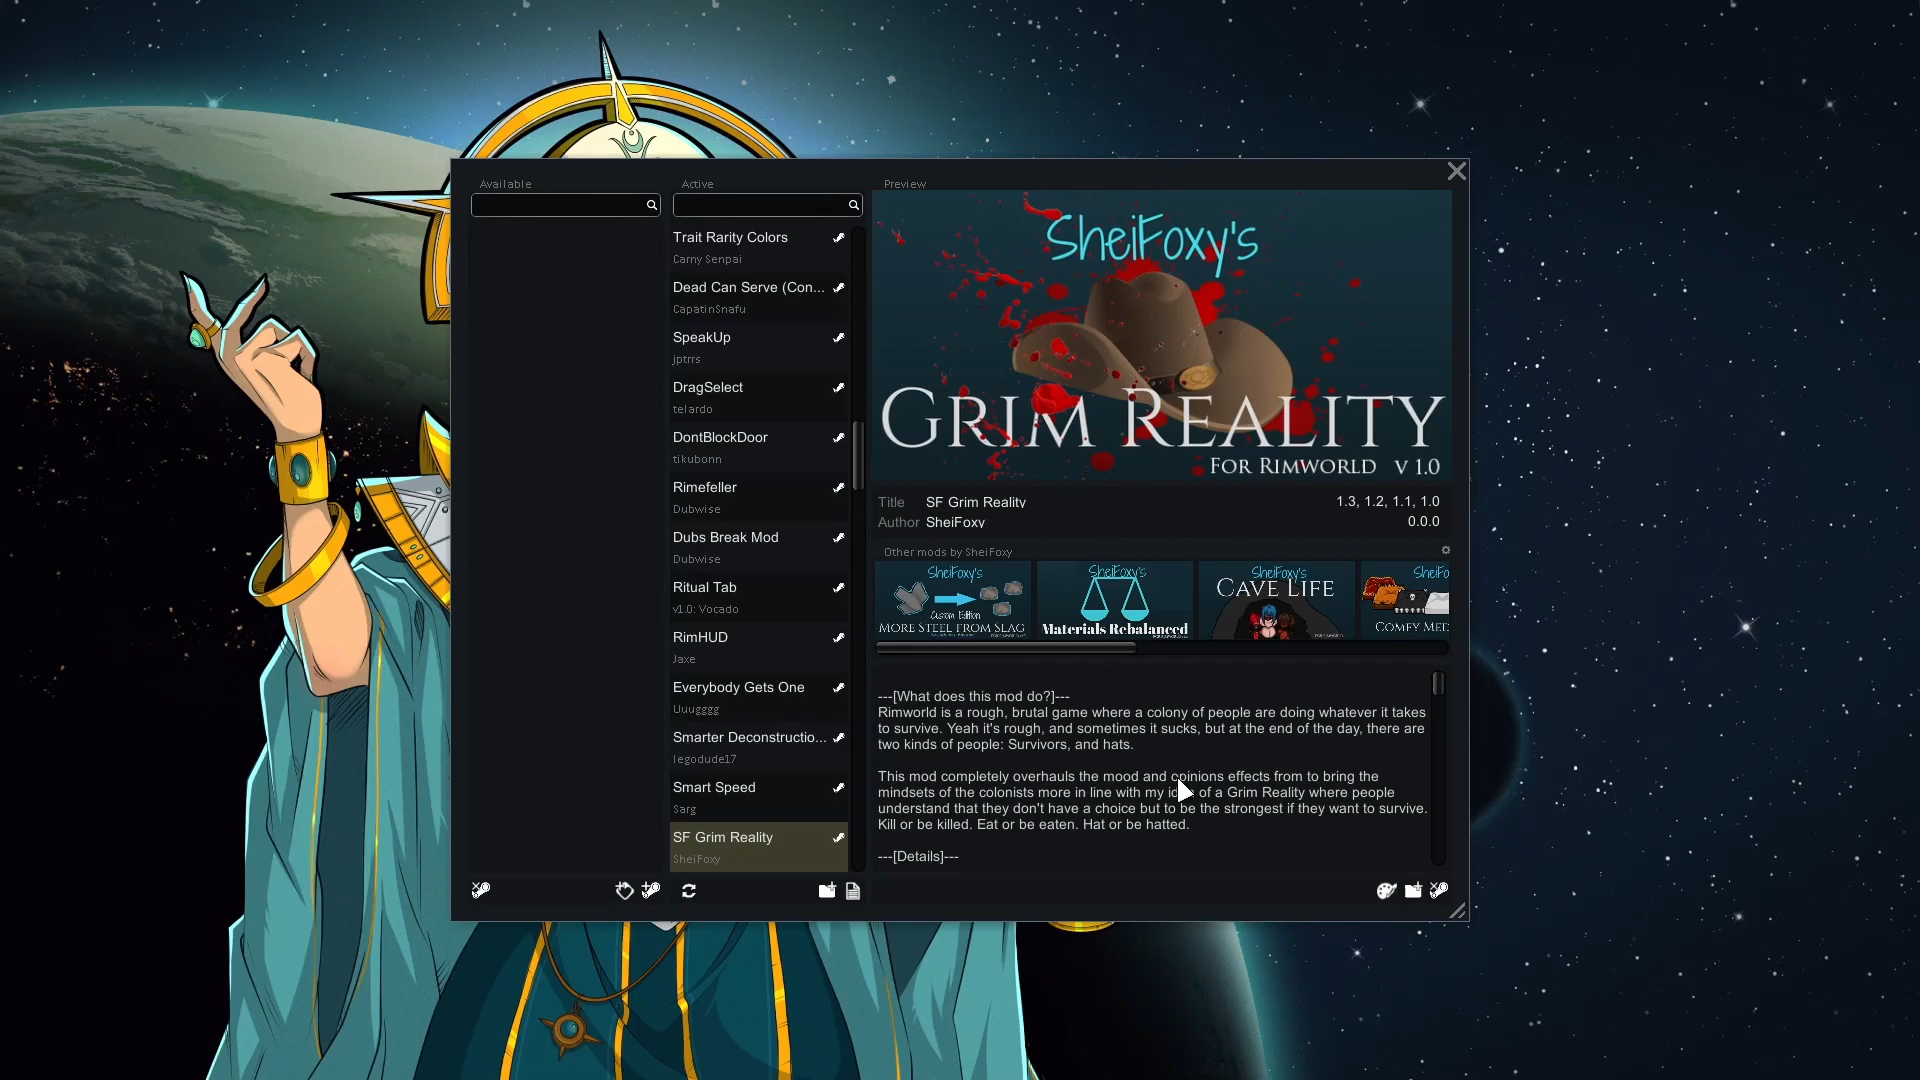 Available
Active
Preview
Trait Rarity Colors
Carny Senpai
Dead Can Serve (Con...
CapatinSnafu
SpeakUp
jptrrs
DragSelect
telardo
DontBlockDoor
tikubonn
Rimefeller
Dubwise
Dubs Break Mod
Dubwise
Ritual Tab
v1.0: Vocado
RimHUD
Jaxe
Everybody Gets One
Uuugggg
Smarter Deconstructio...
legodude17
Smart Speed
Sarg
SF Grim Reality
SheiFoxy
SheiFoxy's
GRIM REALITY
FOR RIMWORLD V 1.0
Title SF Grim Reality 1.3, 1.2, 1.1, 1.0
Author SheiFoxy 0.0.0
Other mods by SheiFoxy
SheiFoxy's
Custom Edition
MORE STEEL FROM SLAG
SheiFoxy's
Materials Rebalanced
SheiFoxy's
CAVE LIFE
SheiFo
COMFY MED
---[What does this mod do?]---
Rimworld is a rough, brutal game where a colony of people are doing whatever it takes
to survive. Yeah it's rough, and sometimes it sucks, but at the end of the day, there are
two kinds of people: Survivors, and hats.
This mod completely overhauls the mood and opinions effects from to bring the
mindsets of the colonists more in line with my of a Grim Reality where people
understand that they don't have a choice but to be the strongest if they want to survive.
Kill or be killed. Eat or be eaten. Hat or be hatted.
---[Details]---